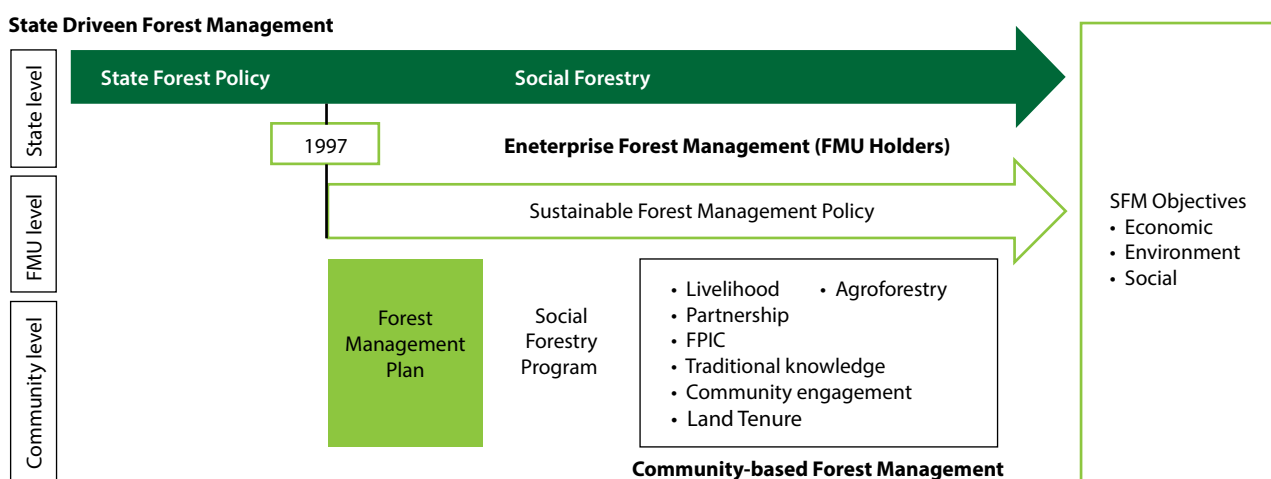 State Driveen Forest Management
State level
State Forest Policy
Social Forestry
1997
Eneterprise Forest Management (FMU Holders)
FMU level
Sustainable Forest Management Policy
Community level
Forest
Management
Plan
Social
Forestry
Program
• Livelihood • Agroforestry
• Partnership
• FPIC
• Traditional knowledge
• Community engagement
• Land Tenure
Community-based Forest Management
SFM Objectives
• Economic
• Environment
• Social